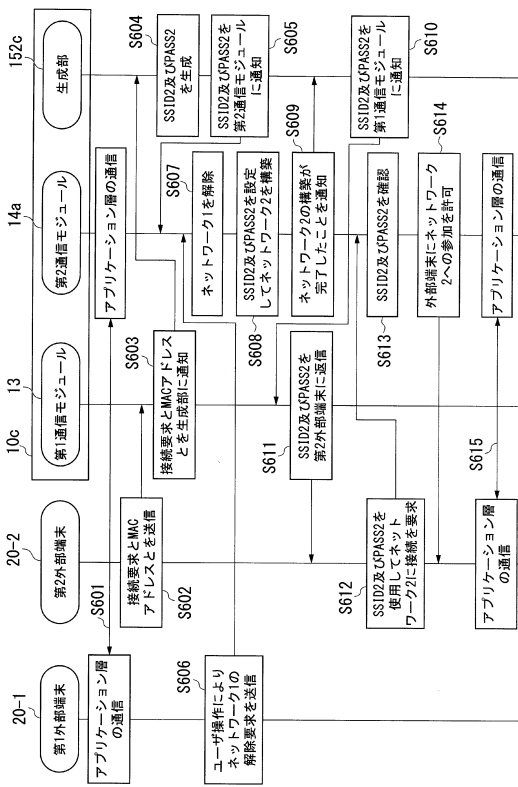 20-1
第1外部端末
20-2
第2外部端末
10c
13
第1通信モジュール
14a
第2通信モジュール
152c
生成部
アプリケーション層
の通信
S601
アプリケーション層の通信
接続要求とMAC
アドレスとを送信
S602
S603
接続要求とMACアドレス
とを生成部に通知
S604
SSID2及びPASS2
を生成
S605
SSID2及びPASS2を
第2通信モジュール
に通知
S606
ユーザ操作により
ネットワーク1の
解除要求を送信
S607
ネットワーク1を解除
SSID2及びPASS2を設定
してネットワーク2を構築
S608
S609
ネットワーク2の構築が
完了したことを通知
S610
SSID2及びPASS2を
第1通信モジュール
に通知
S611
SSID2及びPASS2を
第2外部端末に返信
S612
SSID2及びPASS2を
使用してネット
ワーク2に接続を要求
S613
SSID2及びPASS2を確認
S614
外部端末にネットワーク
2への参加を許可
アプリケーション層
の通信
S615
アプリケーション層の通信